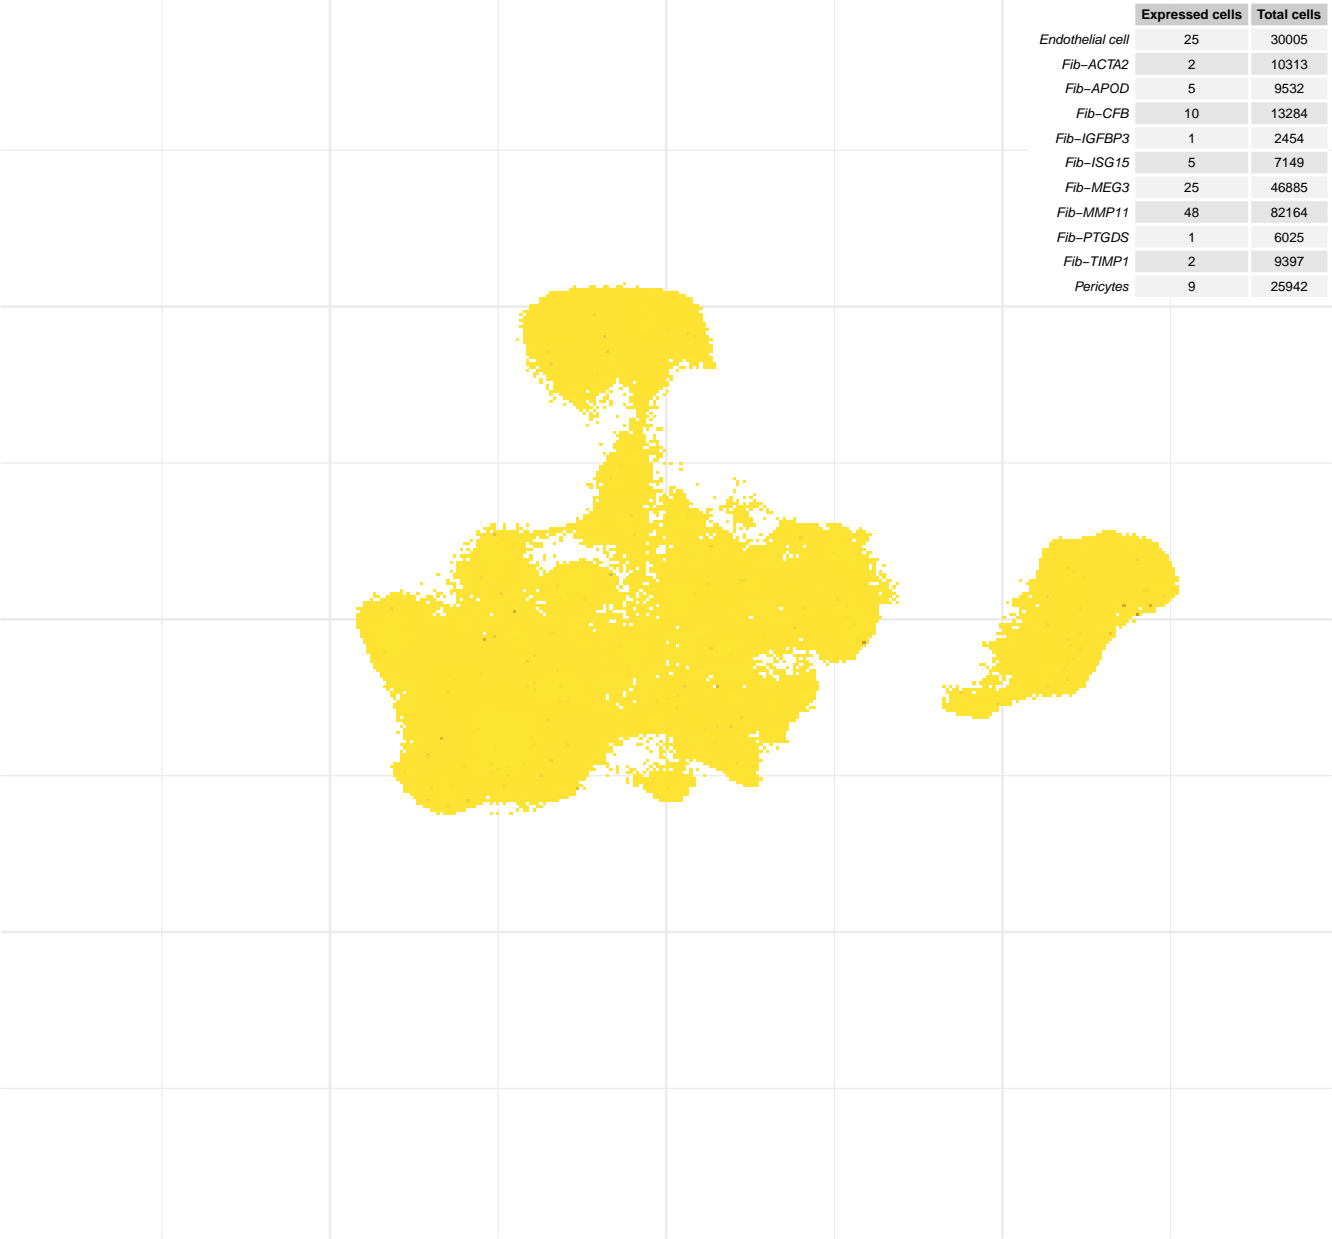 Expressed cells Total cells
Endothelial cell 25 30005
Fib−ACTA2 2 10313
Fib−APOD 5 9532
Fib−CFB 10 13284
Fib−IGFBP3 1 2454
Fib−ISG15 5 7149
Fib−MEG3 25 46885
Fib−MMP11 48 82164
Fib−PTGDS 1 6025
Fib−TIMP1 2 9397
Pericytes 9 25942